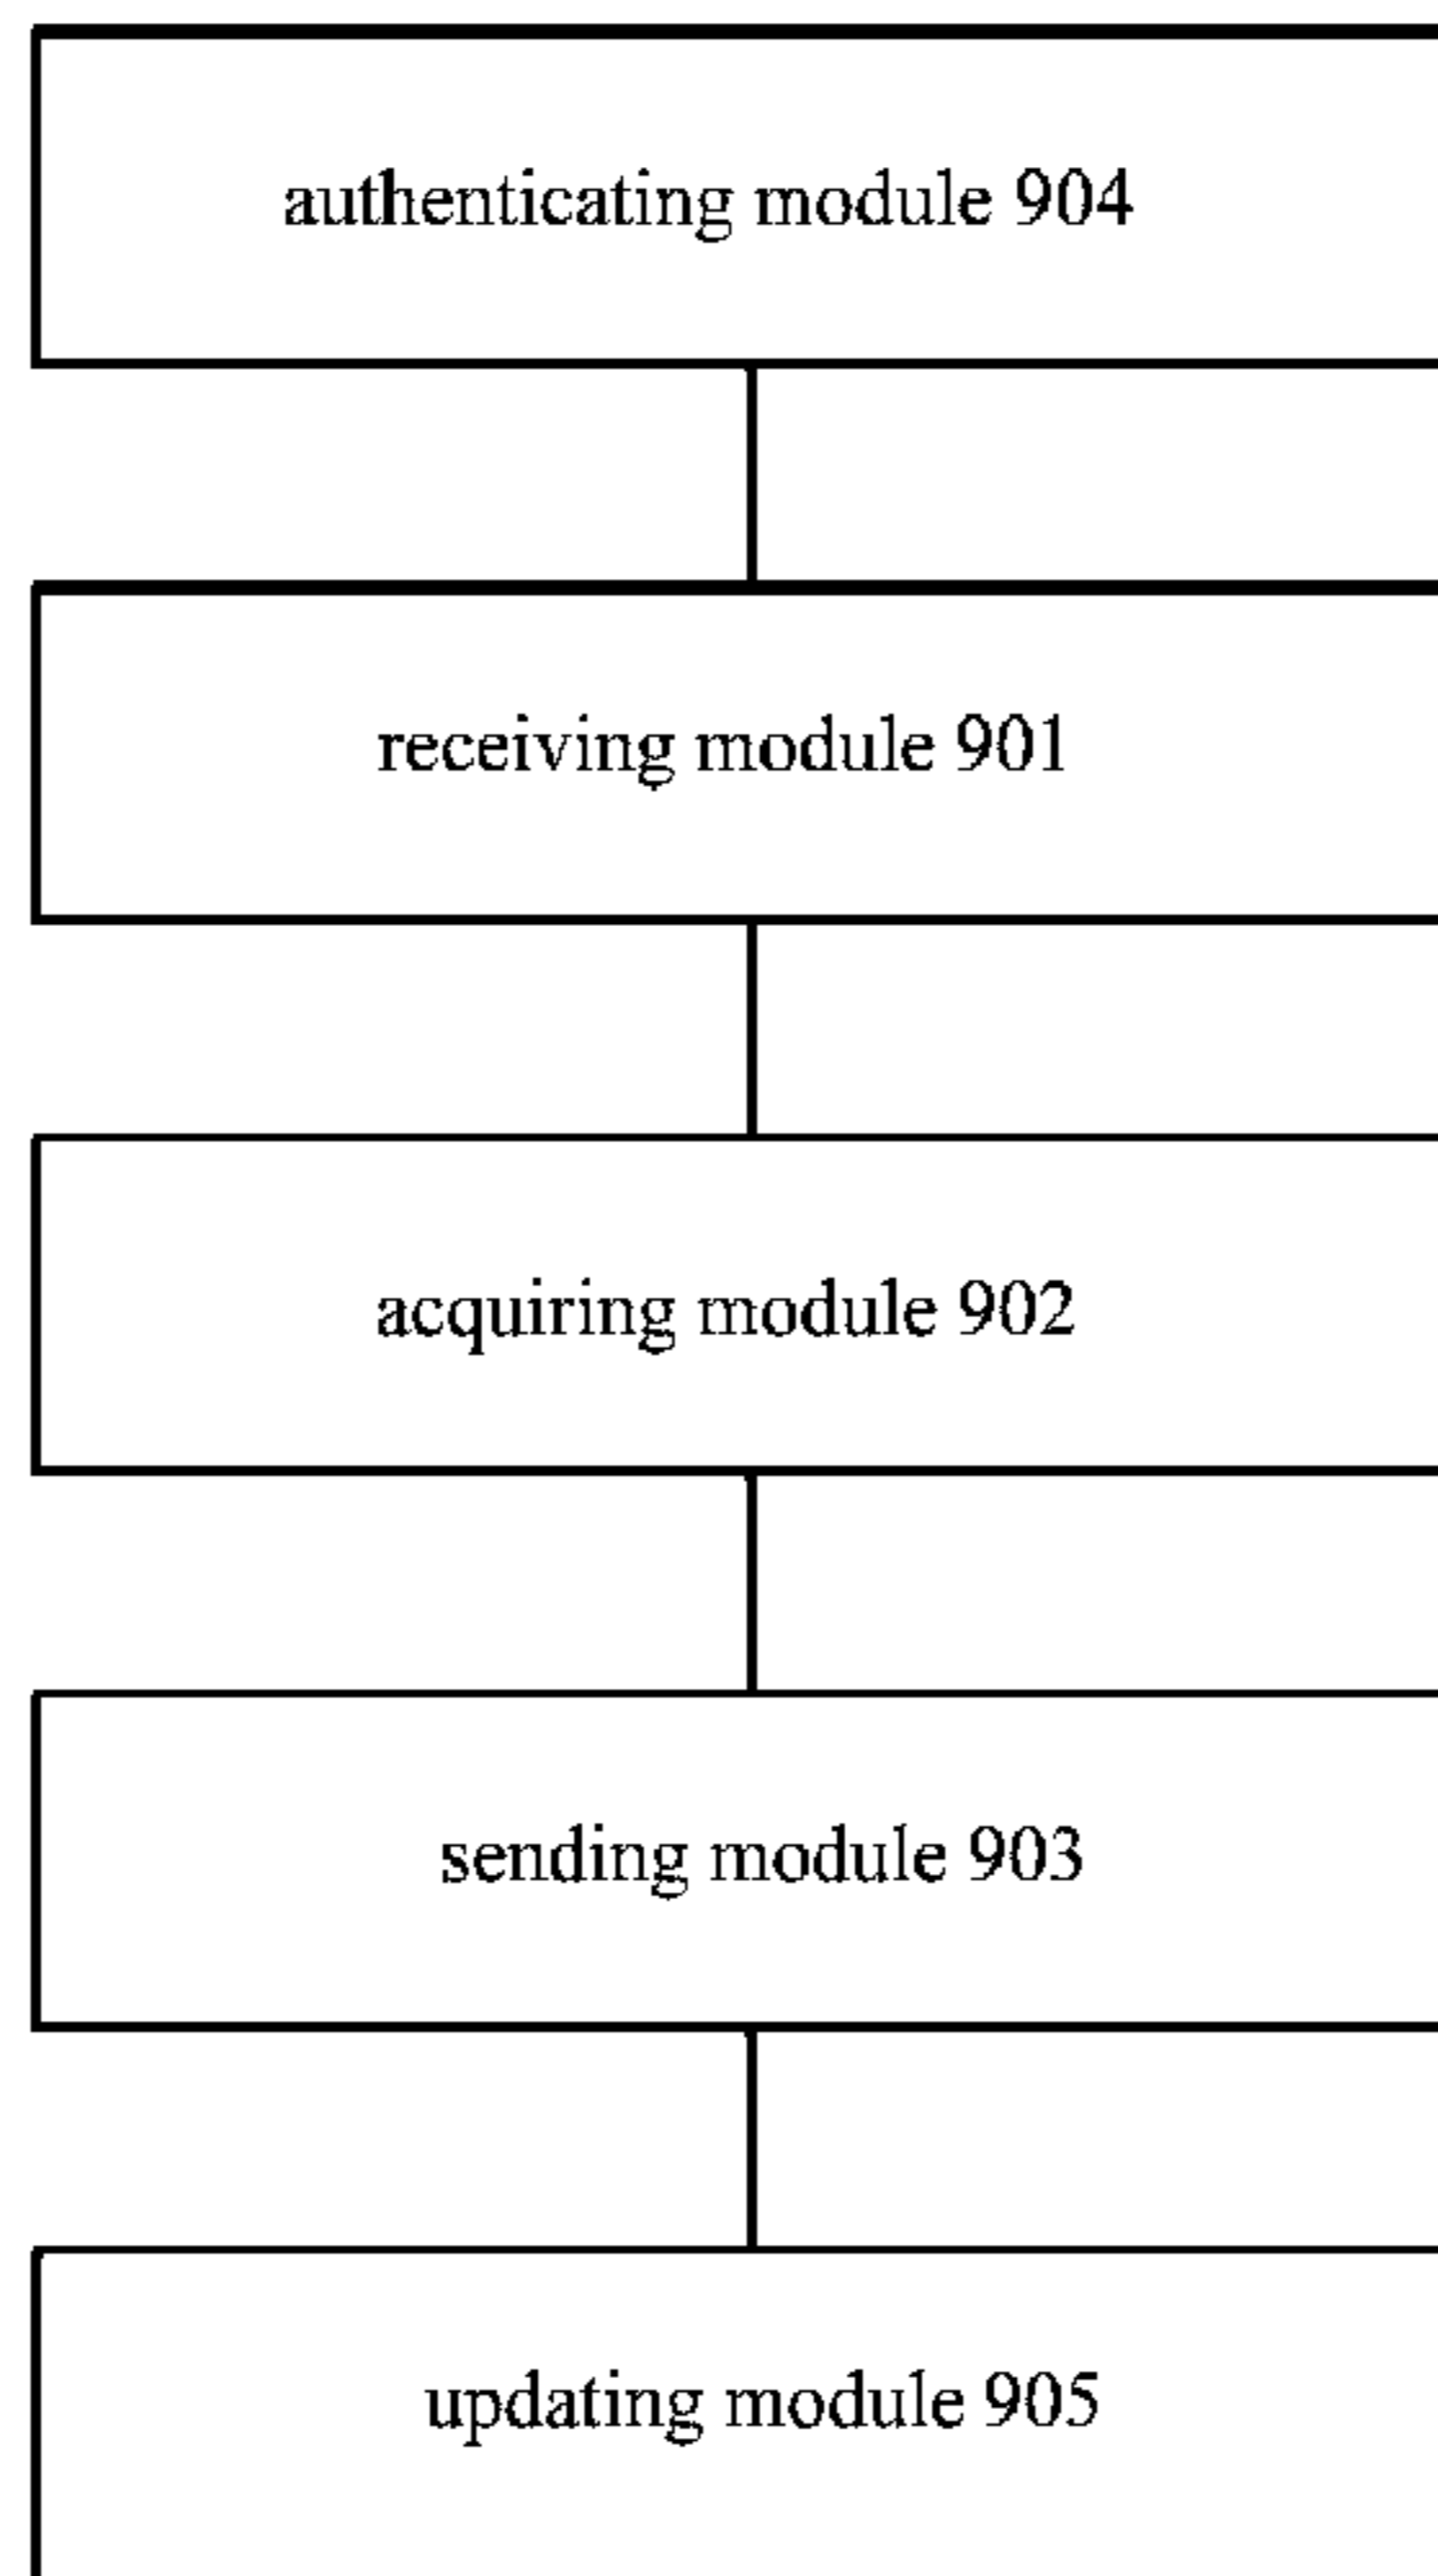 authenticating module 904
receiving module 901
acquiring module 902
sending module 903
updating module 905